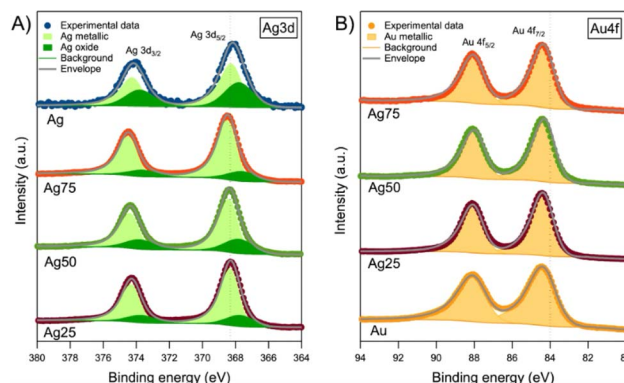 A)
Ag3d
Experimental data
Ag metallic
Ag oxide
Background
Envelope
Ag 3d3/2
Ag 3d5/2
Ag
Ag75
Ag50
Ag25
Intensity (a.u.)
380 378 375 373 370 368 366 364
Binding energy (eV)
B)
Au4f
Experimental data
Au metallic
Background
Envelope
Au 4f5/2
Au 4f7/2
Ag75
Ag50
Ag25
Au
Intensity (a.u.)
94 92 90 88 86 84 82 80
Binding energy (eV)